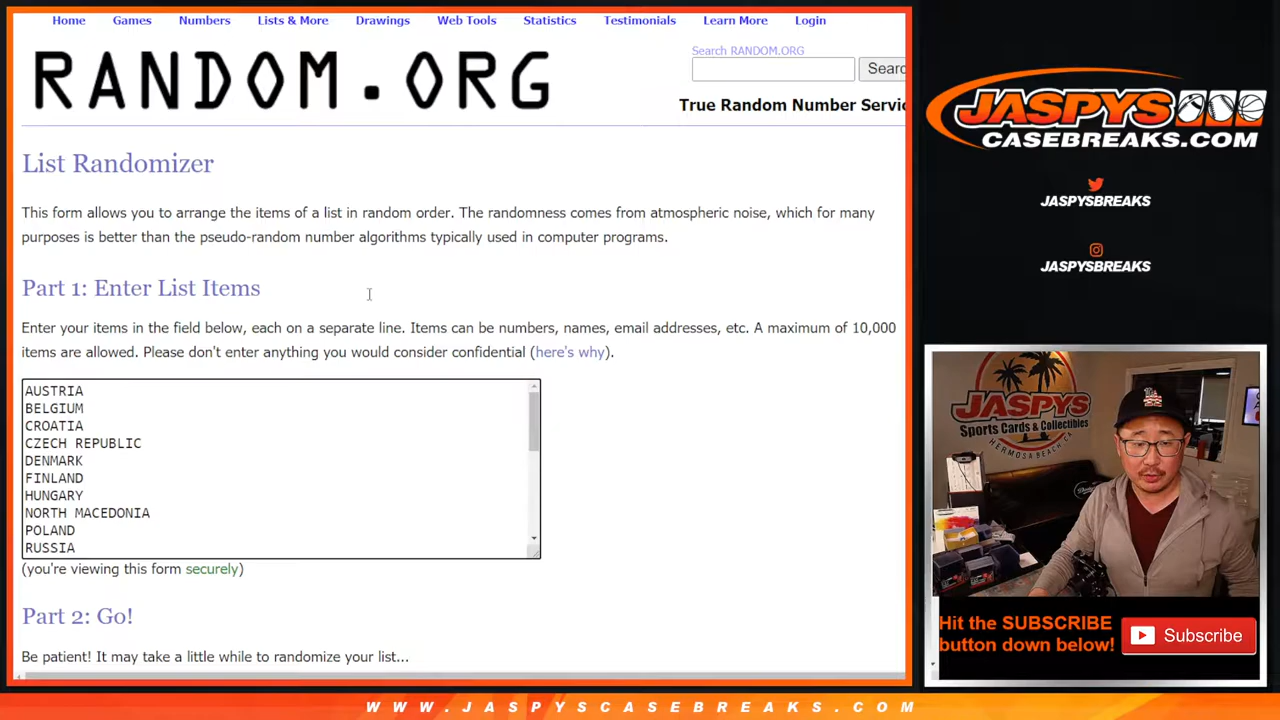 Home Games Numbers Lists & More Drawings Web Tools Statistics Testimonials Learn More Login
RANDOM.ORG
Search RANDOM.ORG
Searc
True Random Number Servic
List Randomizer
This form allows you to arrange the items of a list in random order. The randomness comes from atmospheric noise, which for many
purposes is better than the pseudo-random number algorithms typically used in computer programs.
Part 1: Enter List Items
Enter your items in the field below, each on a separate line. Items can be numbers, names, email addresses, etc. A maximum of 10,000
items are allowed. Please don't enter anything you would consider confidential (here's why).
AUSTRIA
BELGIUM
CROATIA
CZECH REPUBLIC
DENMARK
FINLAND
HUNGARY
NORTH MACEDONIA
POLAND
RUSSIA
(you're viewing this form securely)
Part 2: Go!
Be patient! It may take a little while to randomize your list...
JASPYS
CASEBREAKS.COM
JASPYSBREAKS
JASPYSBREAKS
JASPYS
Sports Cards & Collectibles
HERMOSA BEACH CA
Hit the SUBSCRIBE
button down below!
Subscribe
WWW.JASPYSCASEBREAKS.COM